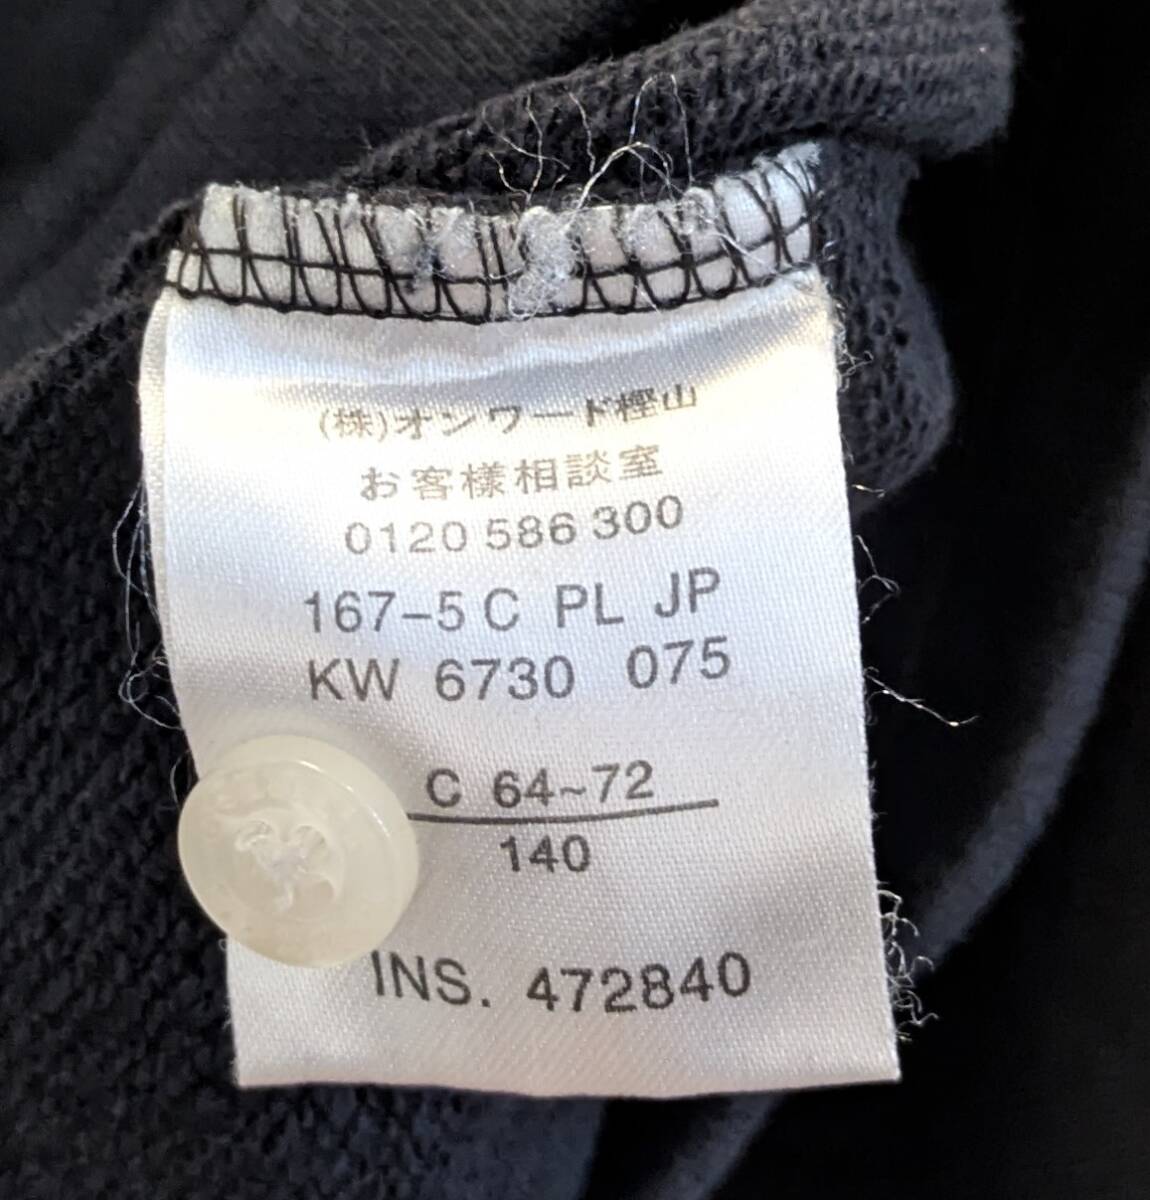 (株)オンワード樫山
お客様相談室
0120 586 300
167-5 C PL JP
KW 6730 075
C 64~72
140
INS. 472840